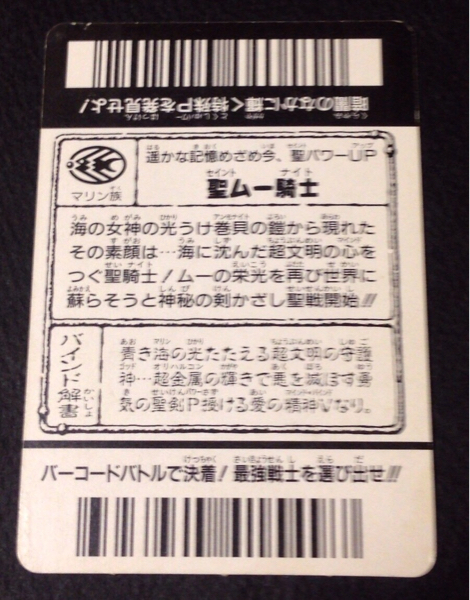 暗闇のなかに輝く特殊Pを発見せよ!
遥かな記憶めざめ今、聖パワーUP
聖ムー騎士
マリン族
海の女神の光うけ巻貝の鎧から現れた
その素顔は…海に沈んだ超文明の心を
つぐ聖騎士!ムーの栄光を再び世界に
蘇らそうと神秘の剣かざし聖戦開始!!!
バインド解書
青き海の光たたえる超文明の守護
神…超金属の輝きで悪を滅ぼす勇
気の聖剣P授ける愛の精神Vなり。
バーコードバトルで決着!最強戦士を選び出せ!!!